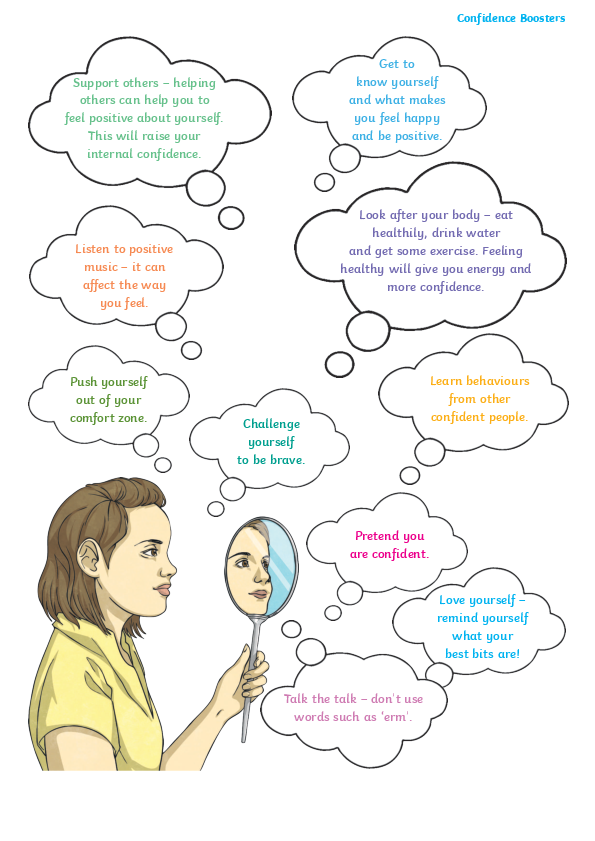 Confidence Boosters
Support others – helping
others can help you to
feel positive about yourself.
This will raise your
internal confidence.
Get to
know yourself
and what makes
you feel happy
and be positive.
Listen to positive
music – it can
affect the way
you feel.
Look after your body – eat
healthily, drink water
and get some exercise. Feeling
healthy will give you energy and
more confidence.
Push yourself
out of your
comfort zone.
Challenge
yourself
to be brave.
Learn behaviours
from other
confident people.
Pretend you
are confident.
Love yourself –
remind yourself
what your
best bits are!
Talk the talk – don't use
words such as 'erm'.